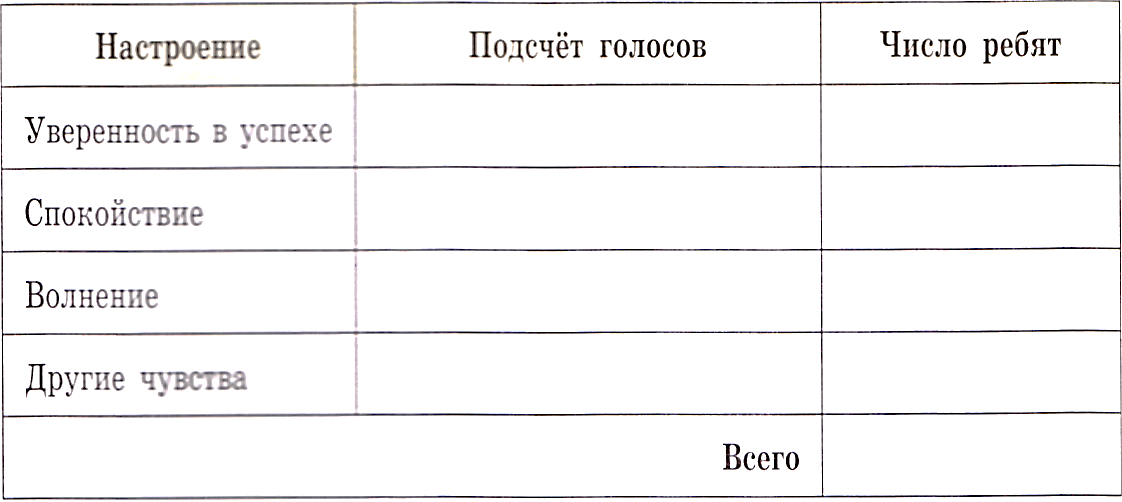 Настроение Подсчёт голосов Число ребят
Уверенность в успехе
Спокойствие
Волнение
Другие чувства
Всего